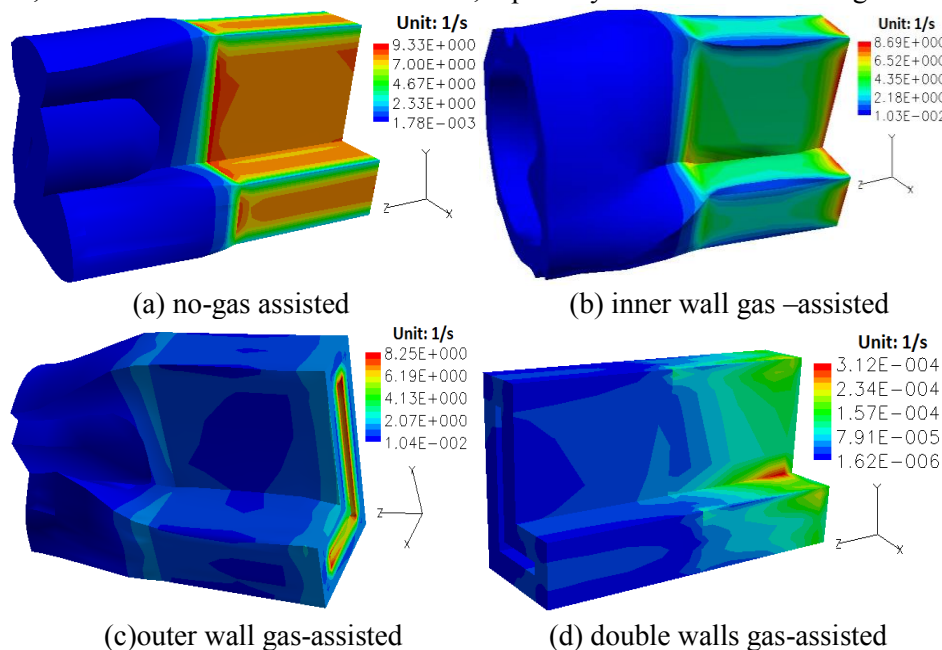 Unit: 1/s
9.33E+000
7.00E+000
4.67E+000
2.33E+000
1.78E-003
Y
Z
X
(a) no-gas assisted
Unit: 1/s
8.69E+000
6.52E+000
4.35E+000
2.18E+000
1.03E-002
Y
Z
X
(b) inner wall gas –assisted
Unit: 1/s
8.25E+000
6.19E+000
4.13E+000
1.04E-002
Y
Z
X
(c)outer wall gas-assisted
Unit: 1/s
3.12E-004
2.34E-004
1.57E-004
7.91E-005
1.62E-006
Y
Z
X
(d) double walls gas-assisted